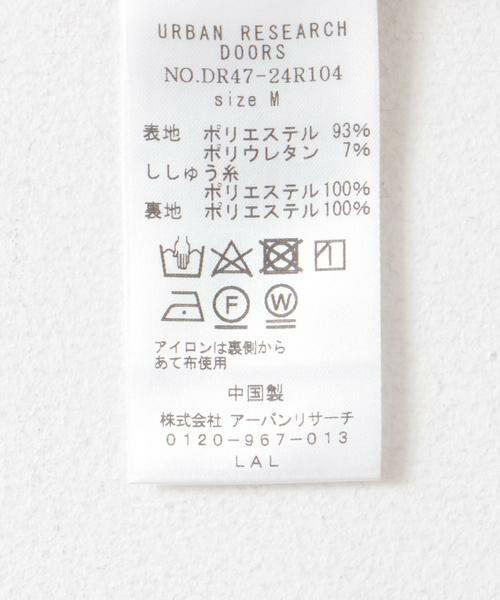 URBAN RESEARCH
DOORS
NO.DR47-24R104
size M
表地 ポリエステル 93%
ポリウレタン 7%
ししゅう糸
ポリエステル100%
裏地 ポリエステル100%
F W
アイロンは裏側から
あて布使用
中国製
株式会社 アーバンリサーチ
0120-967-013
LAL